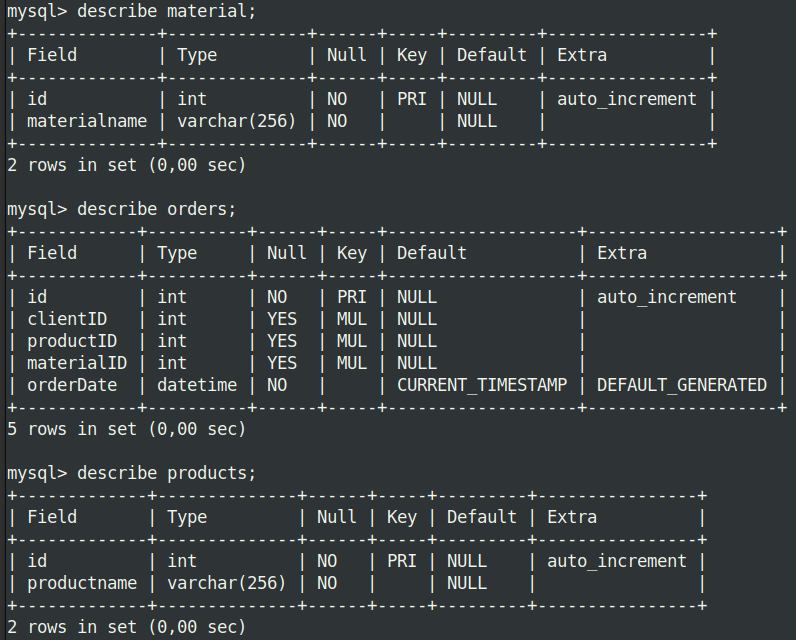 mysql> describe material;
+--------------+--------------+------+-----+---------+----------------+
| Field        | Type         | Null | Key | Default | Extra          |
+--------------+--------------+------+-----+---------+----------------+
| id           | int          | NO   | PRI | NULL    | auto_increment |
| materialname | varchar(256) | NO   |     | NULL    |                |
+--------------+--------------+------+-----+---------+----------------+
2 rows in set (0,00 sec)

mysql> describe orders;
+------------+----------+------+-----+-------------------+-------------------+
| Field      | Type     | Null | Key | Default           | Extra             |
+------------+----------+------+-----+-------------------+-------------------+
| id         | int      | NO   | PRI | NULL              | auto_increment    |
| clientID   | int      | YES  | MUL | NULL              |                   |
| productID  | int      | YES  | MUL | NULL              |                   |
| materialID | int      | YES  | MUL | NULL              |                   |
| orderDate  | datetime | NO   |     | CURRENT_TIMESTAMP | DEFAULT_GENERATED |
+------------+----------+------+-----+-------------------+-------------------+
5 rows in set (0,00 sec)

mysql> describe products;
+-------------+--------------+------+-----+---------+----------------+
| Field       | Type         | Null | Key | Default | Extra          |
+-------------+--------------+------+-----+---------+----------------+
| id          | int          | NO   | PRI | NULL    | auto_increment |
| productname | varchar(256) | NO   |     | NULL    |                |
+-------------+--------------+------+-----+---------+----------------+
2 rows in set (0,00 sec)